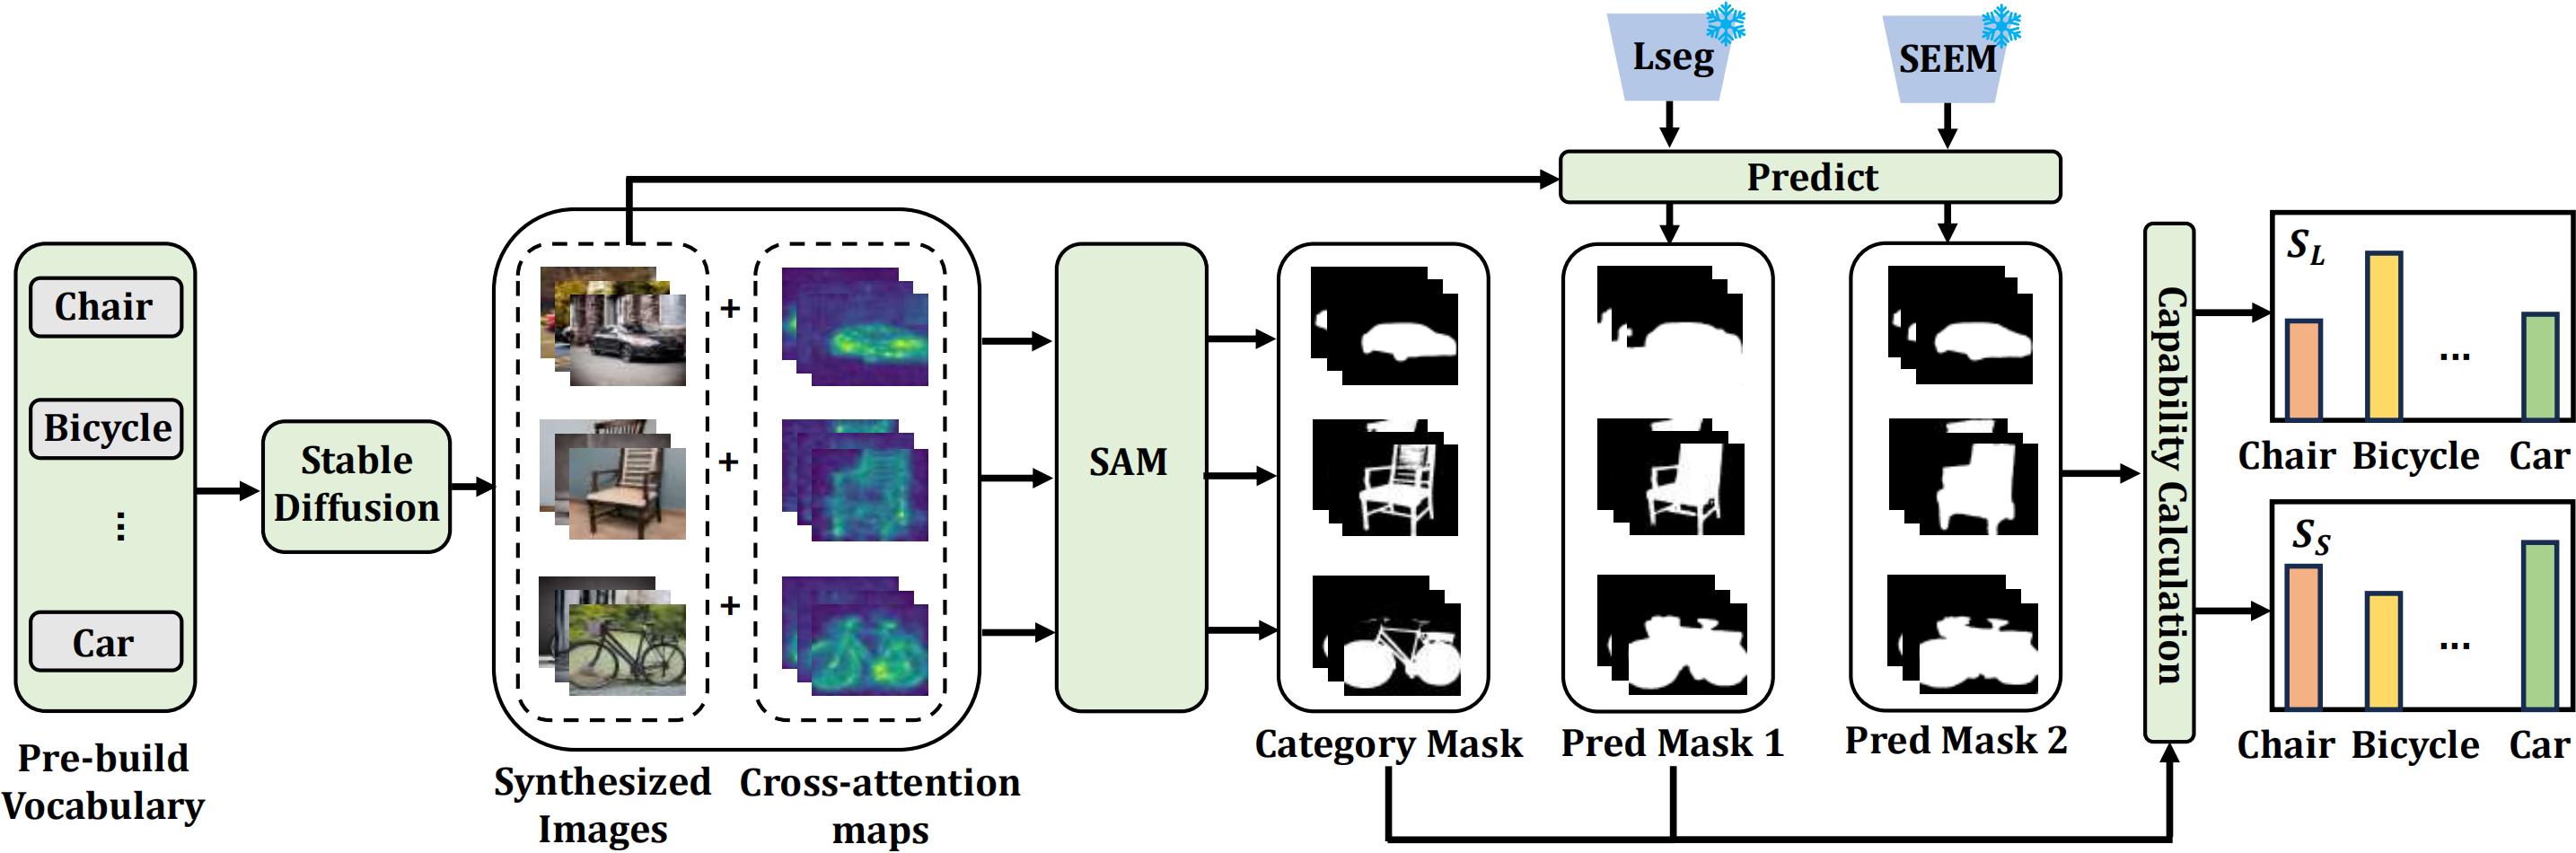 Lseg
SEEM
Predict
Chair
Bicycle
⋮
Car
Pre-build
Vocabulary
Stable
Diffusion
+
+
+
Synthesized
Images
Cross-attention
maps
SAM
Category Mask
Pred Mask 1
Pred Mask 2
Capability Calculation
S_L
...
Chair Bicycle Car
S_S
...
Chair Bicycle Car